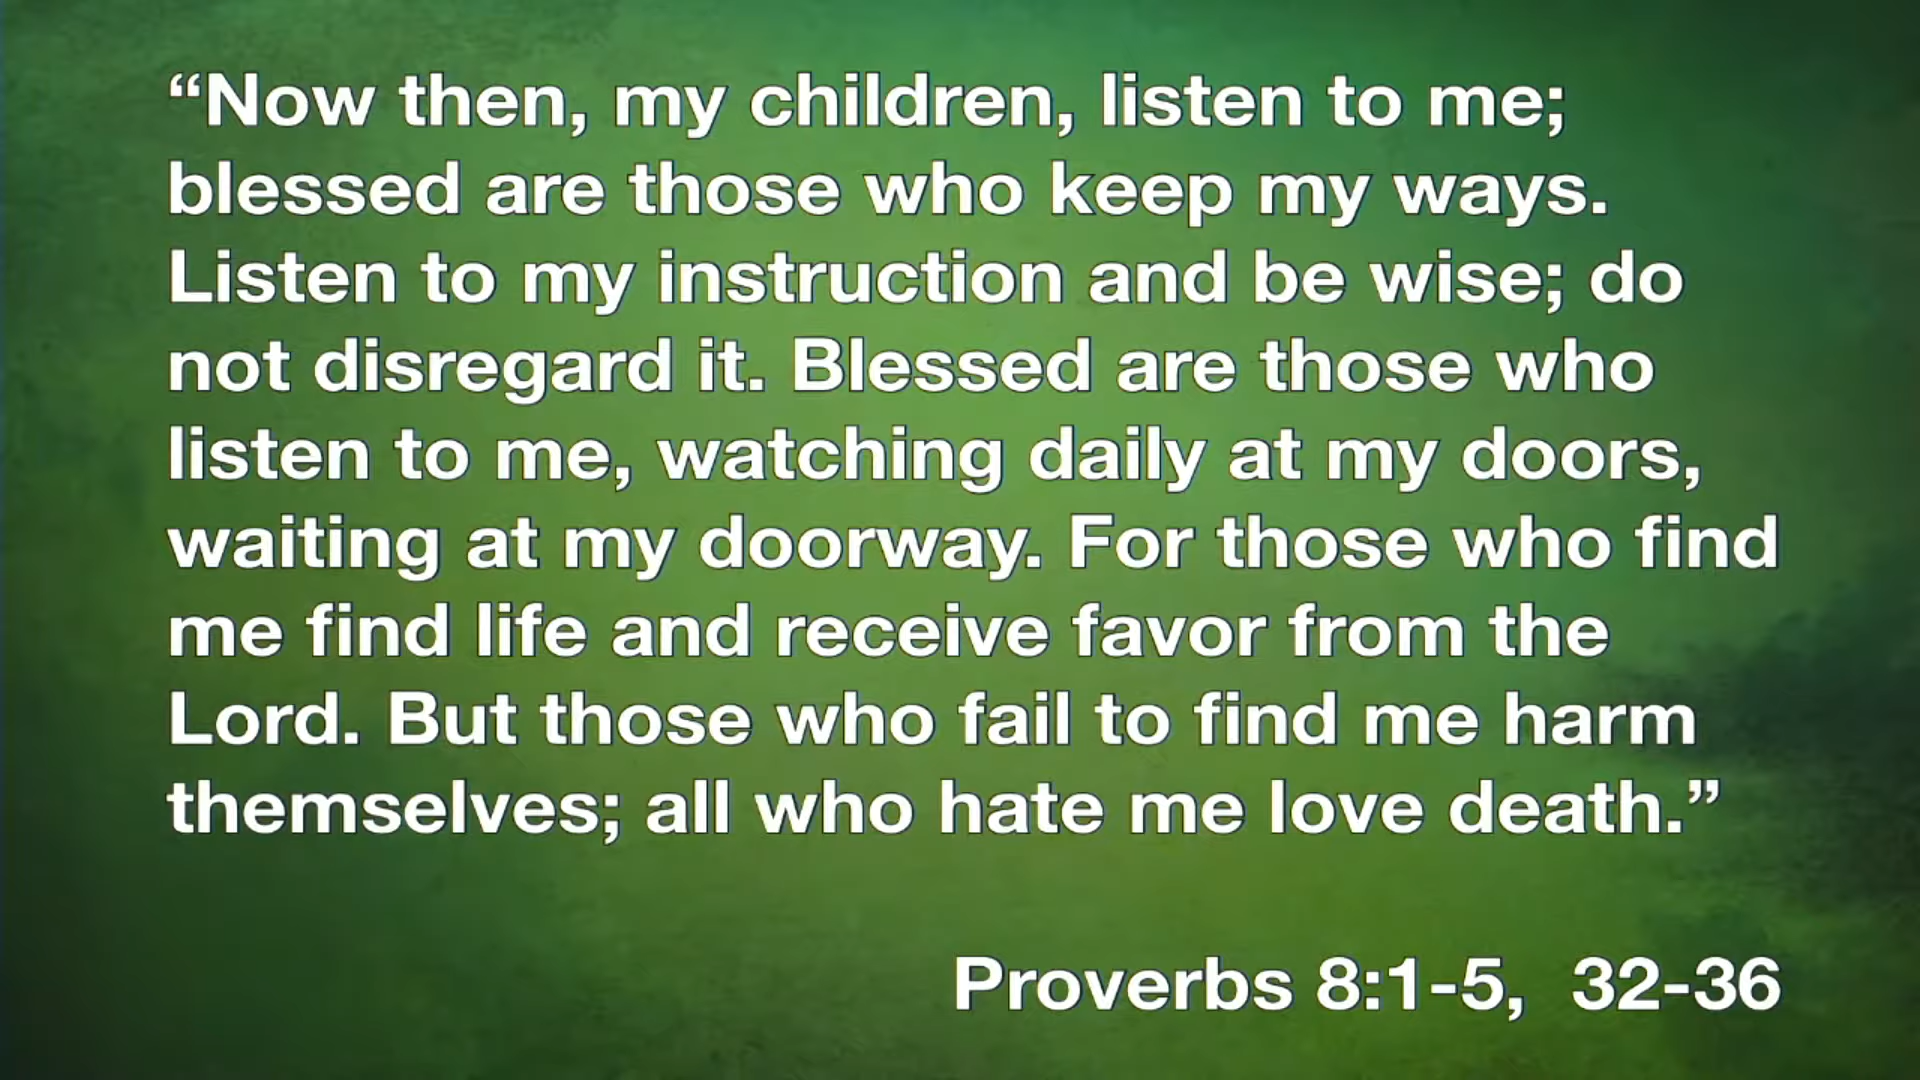 “Now then, my children, listen to me;
blessed are those who keep my ways.
Listen to my instruction and be wise; do
not disregard it. Blessed are those who
listen to me, watching daily at my doors,
waiting at my doorway. For those who find
me find life and receive favor from the
Lord. But those who fail to find me harm
themselves; all who hate me love death.”
Proverbs 8:1-5,  32-36